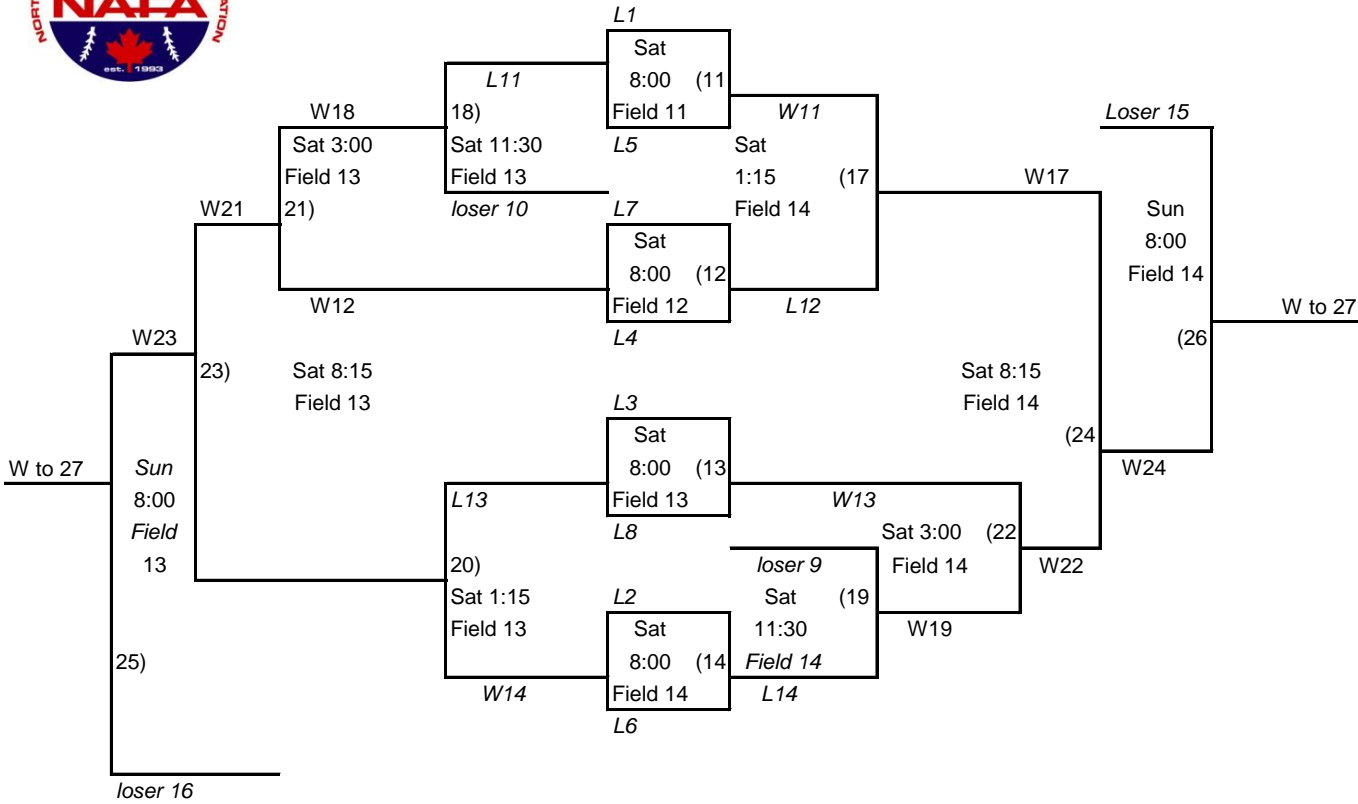 NAFA
NORT
ATION
est. 1993
L1
Sat
8:00 (11
Field 11
L5
L11
18)
Sat 11:30
Field 13
loser 10
W18
Sat 3:00
Field 13
21)
W21
W12
L7
Sat
8:00 (12
Field 12
L4
W11
Sat
1:15 (17
Field 14
L12
W17
Loser 15
Sun
8:00
Field 14
(26
W to 27
W23
23)
Sat 8:15
Field 13
Sat 8:15
Field 14
(24
W24
L3
Sat
8:00 (13
Field 13
L8
W to 27
Sun
8:00
Field
13
25)
loser 16
L13
20)
Sat 1:15
Field 13
W14
W13
Sat 3:00 (22
Field 14
W22
loser 9
Sat (19
11:30
Field 14
L14
W19
L2
Sat
8:00 (14
Field 14
L6